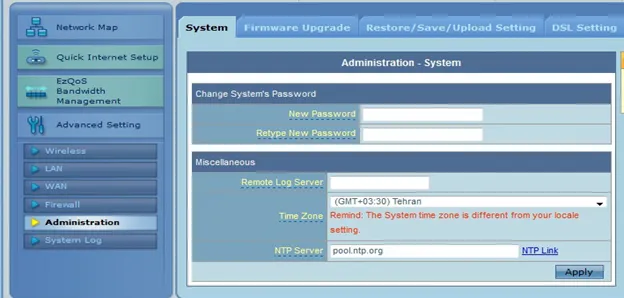 Network Map
Quick Internet Setup
EzQoS
Bandwidth
Management
Advanced Setting
Wireless
LAN
WAN
Firewall
Administration
System Log
System
Firmware Upgrade
Restore/Save/Upload Setting
DSL Setting
Administration - System
Change System's Password
New Password
Retype New Password
Miscellaneous
Remote Log Server
Time Zone
(GMT+03:30) Tehran
Remind: The System time zone is different from your locale
setting.
NTP Server
pool.ntp.org
NTP Link
Apply